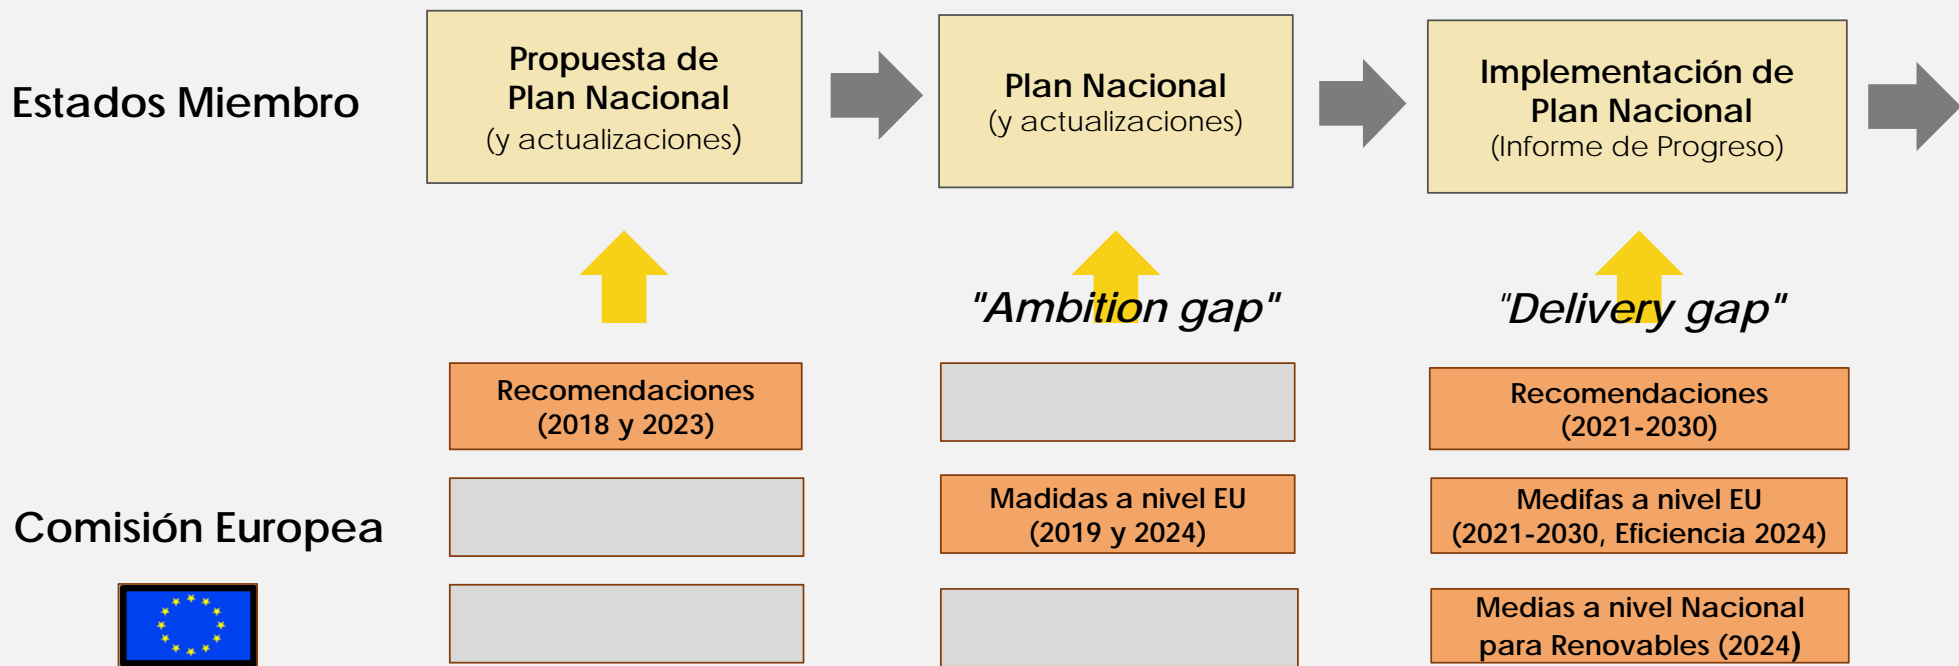 Estados Miembro
Propuesta de
Plan Nacional
(y actualizaciones)
Plan Nacional
(y actualizaciones)
Implementación de
Plan Nacional
(Informe de Progreso)
"Ambition gap"
"Delivery gap"
Recomendaciones
(2018 y 2023)
Recomendaciones
(2021-2030)
Comisión Europea
Madidas a nivel EU
(2019 y 2024)
Medifas a nivel EU
(2021-2030, Eficiencia 2024)
Medias a nivel Nacional
para Renovables (2024)